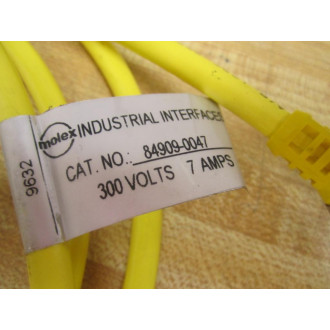 molex INDUSTRIAL INTERFACES
CAT. NO.: 84909-0047
300 VOLTS 7 AMPS
9632